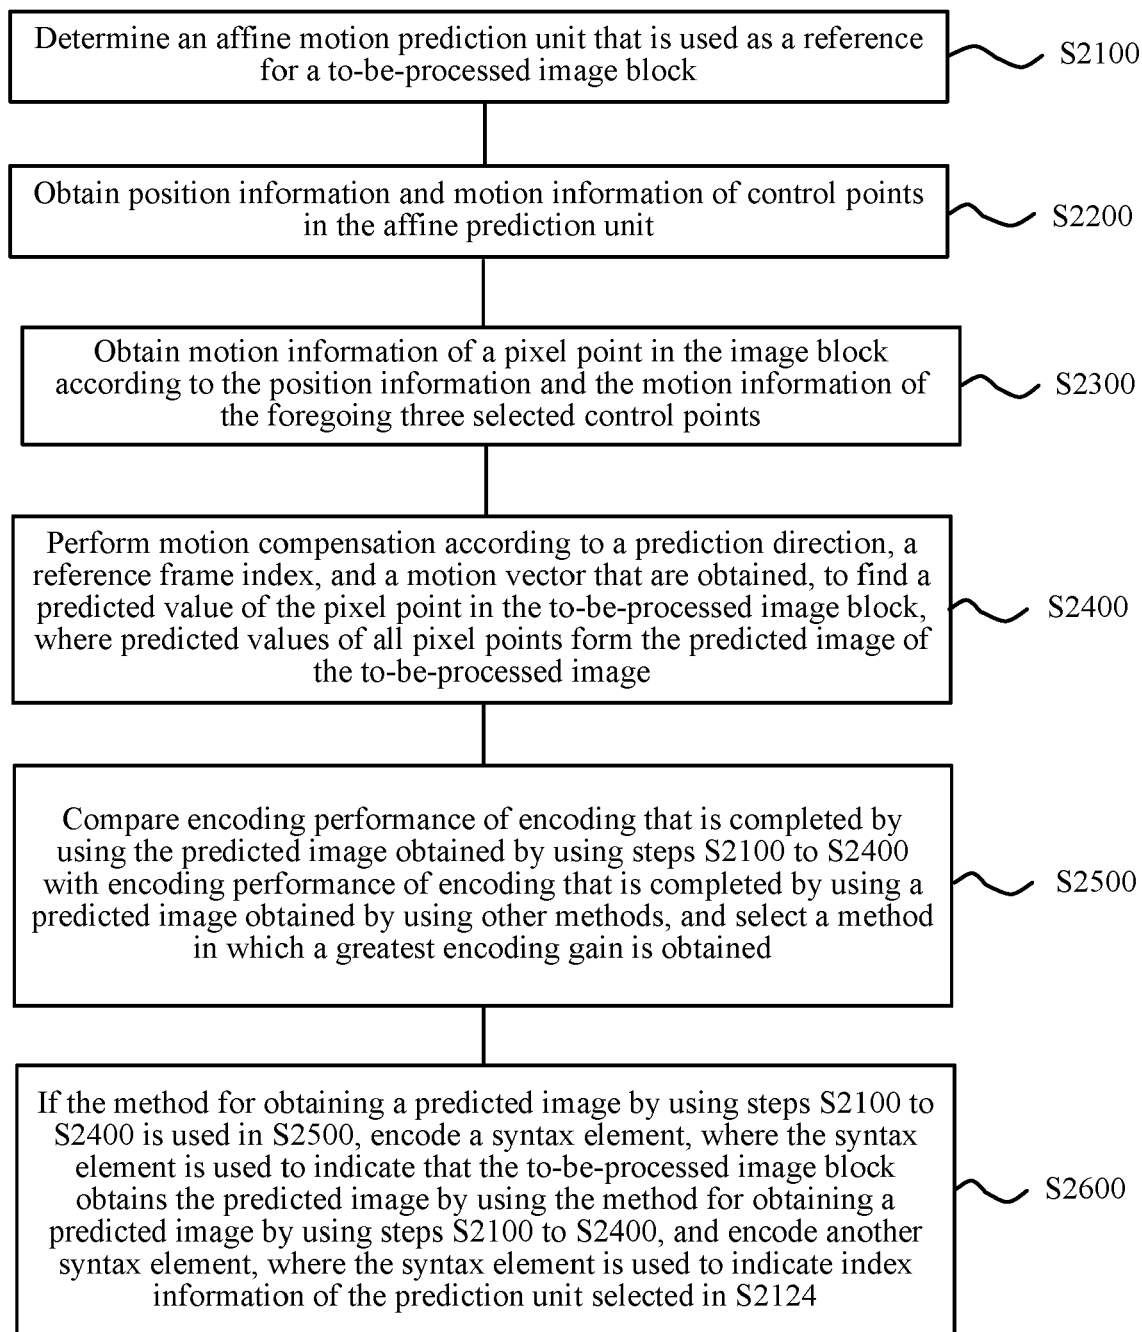 Determine an affine motion prediction unit that is used as a reference
for a to-be-processed image block
S2100
Obtain position information and motion information of control points
in the affine prediction unit
S2200
Obtain motion information of a pixel point in the image block
according to the position information and the motion information of
the foregoing three selected control points
S2300
Perform motion compensation according to a prediction direction, a
reference frame index, and a motion vector that are obtained, to find a
predicted value of the pixel point in the to-be-processed image block,
where predicted values of all pixel points form the predicted image of
the to-be-processed image
S2400
Compare encoding performance of encoding that is completed by
using the predicted image obtained by using steps S2100 to S2400
with encoding performance of encoding that is completed by using a
predicted image obtained by using other methods, and select a method
in which a greatest encoding gain is obtained
S2500
If the method for obtaining a predicted image by using steps S2100 to
S2400 is used in S2500, encode a syntax element, where the syntax
element is used to indicate that the to-be-processed image block
obtains the predicted image by using the method for obtaining a
predicted image by using steps S2100 to S2400, and encode another
syntax element, where the syntax element is used to indicate index
information of the prediction unit selected in S2124
S2600